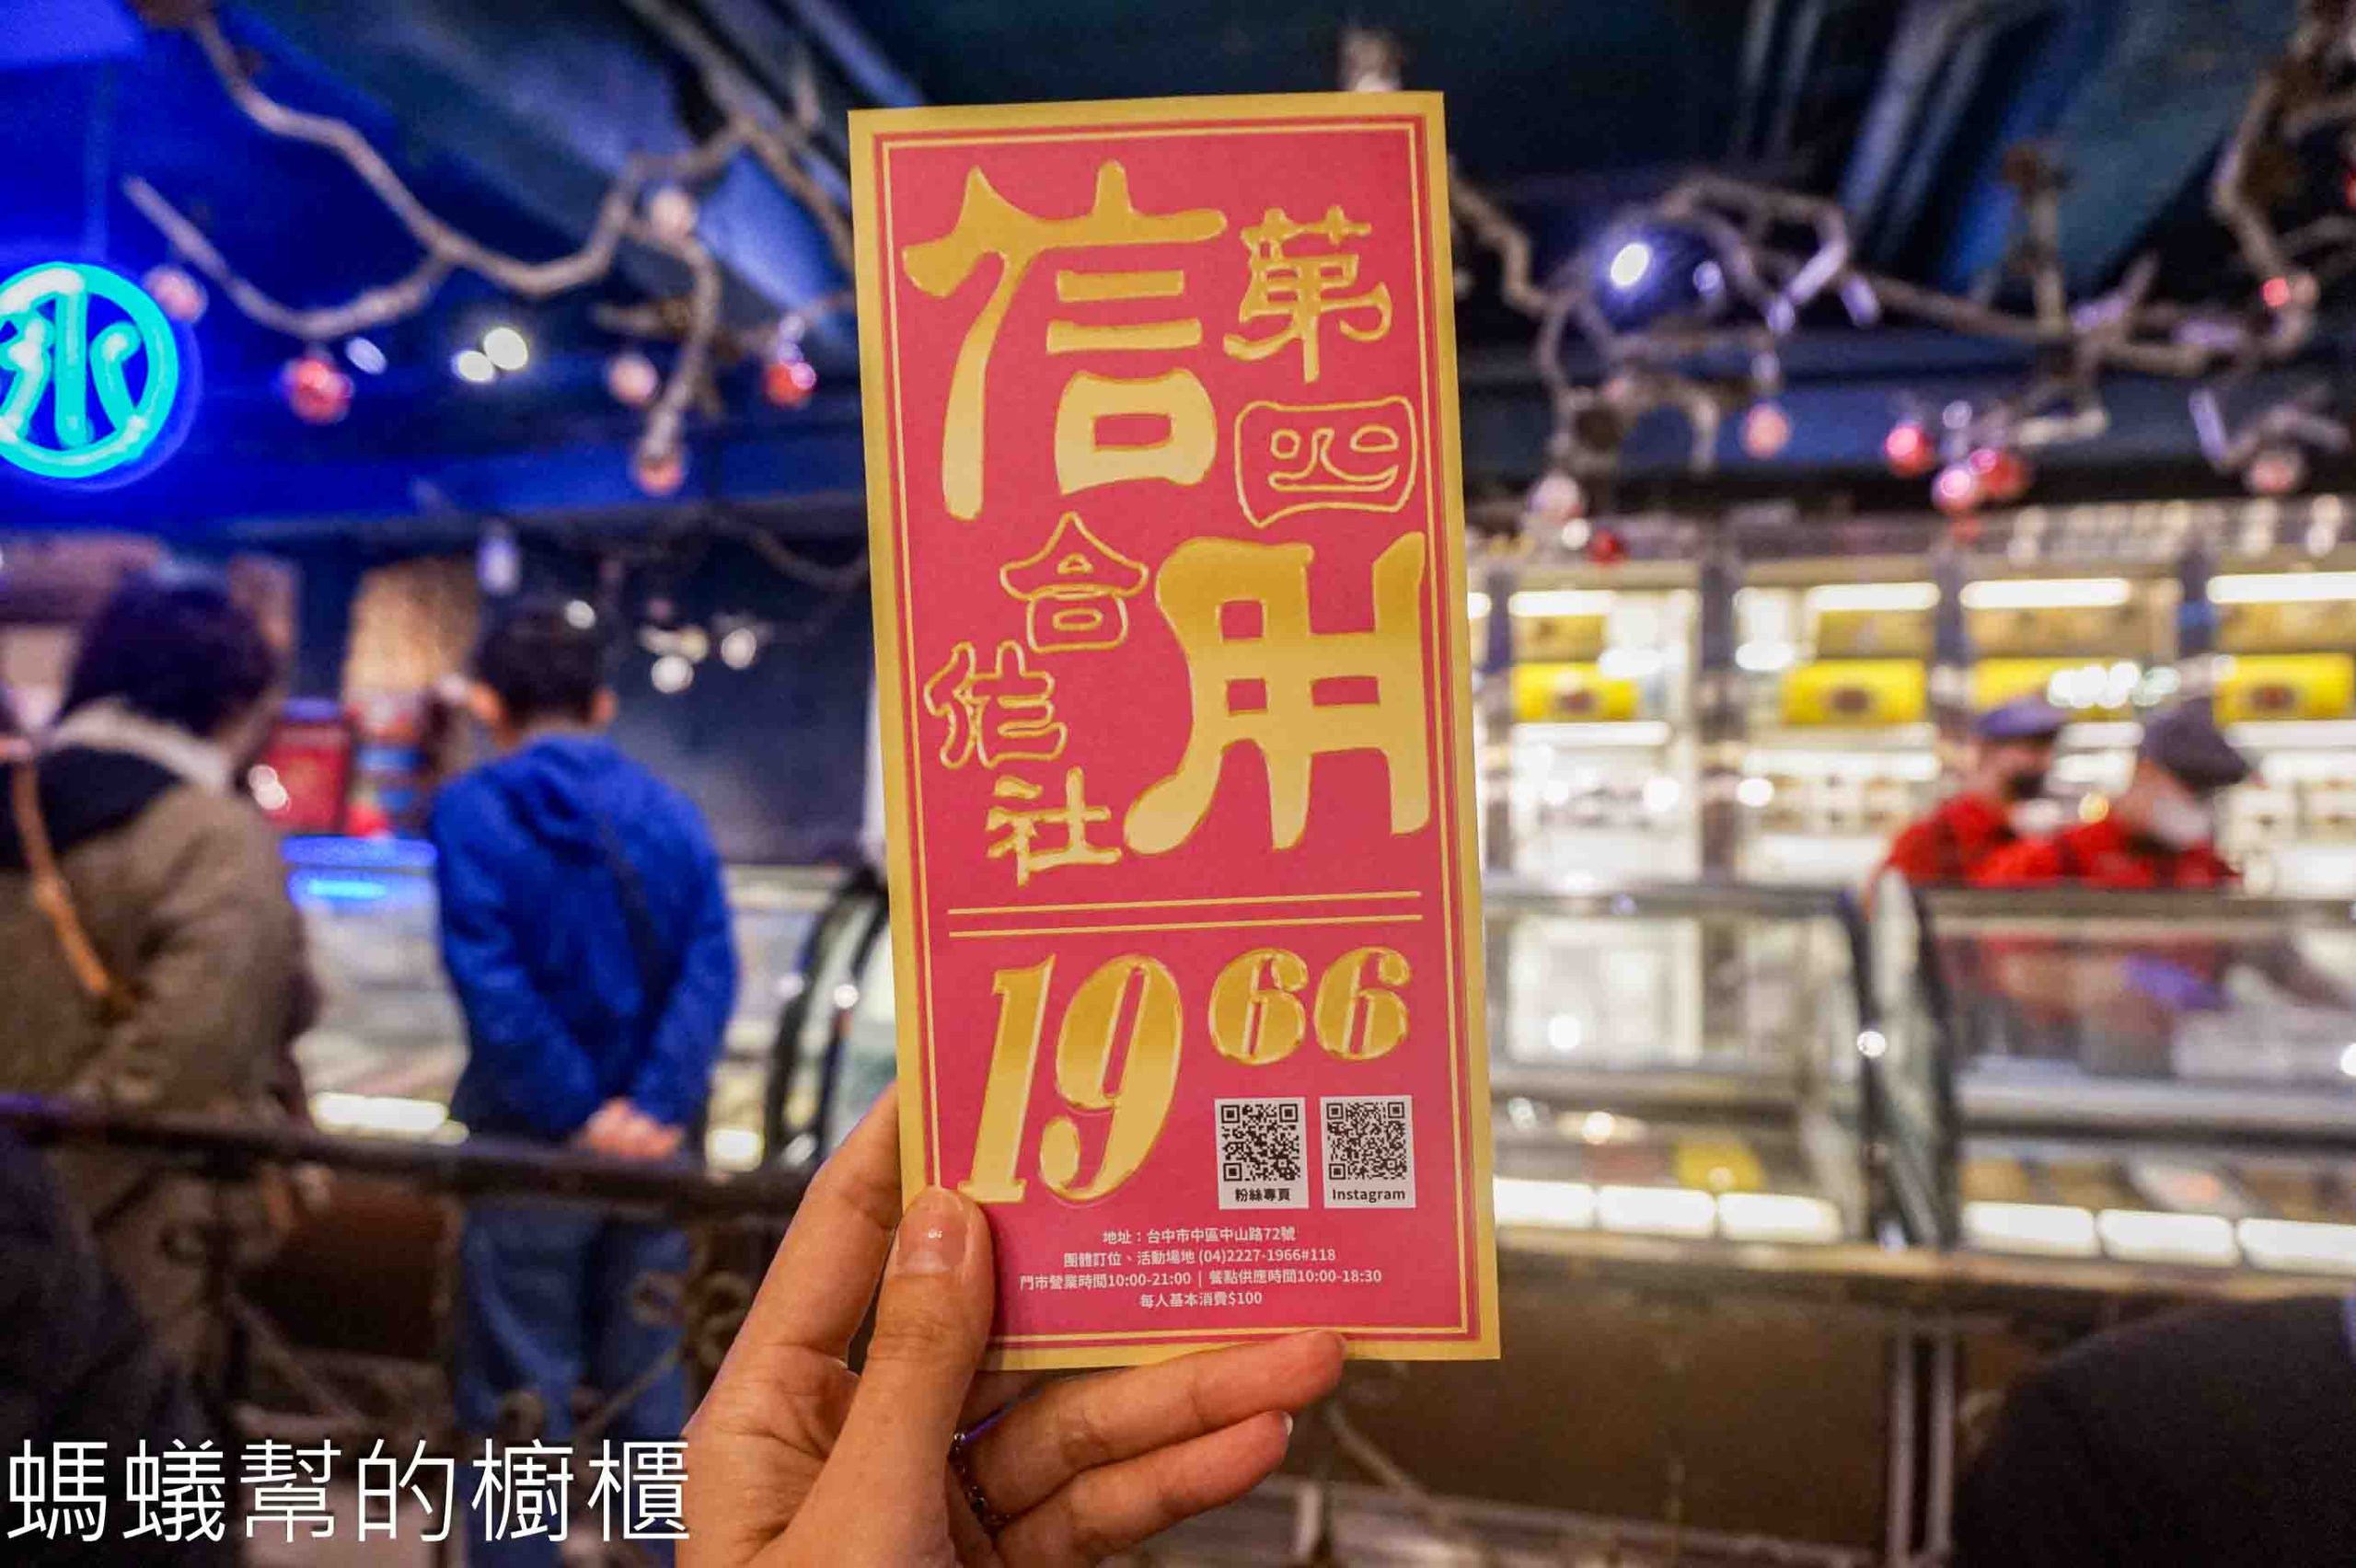 冰
第四
信用
合作社
1966
粉絲專頁
Instagram
地址：台中市中區中山路72號
團體訂位、活動場地 (04)2227-1966#118
門市營業時間10:00-21:00 | 餐點供應時間10:00-18:30
每人基本消費$100
螞蟻幫的櫥櫃